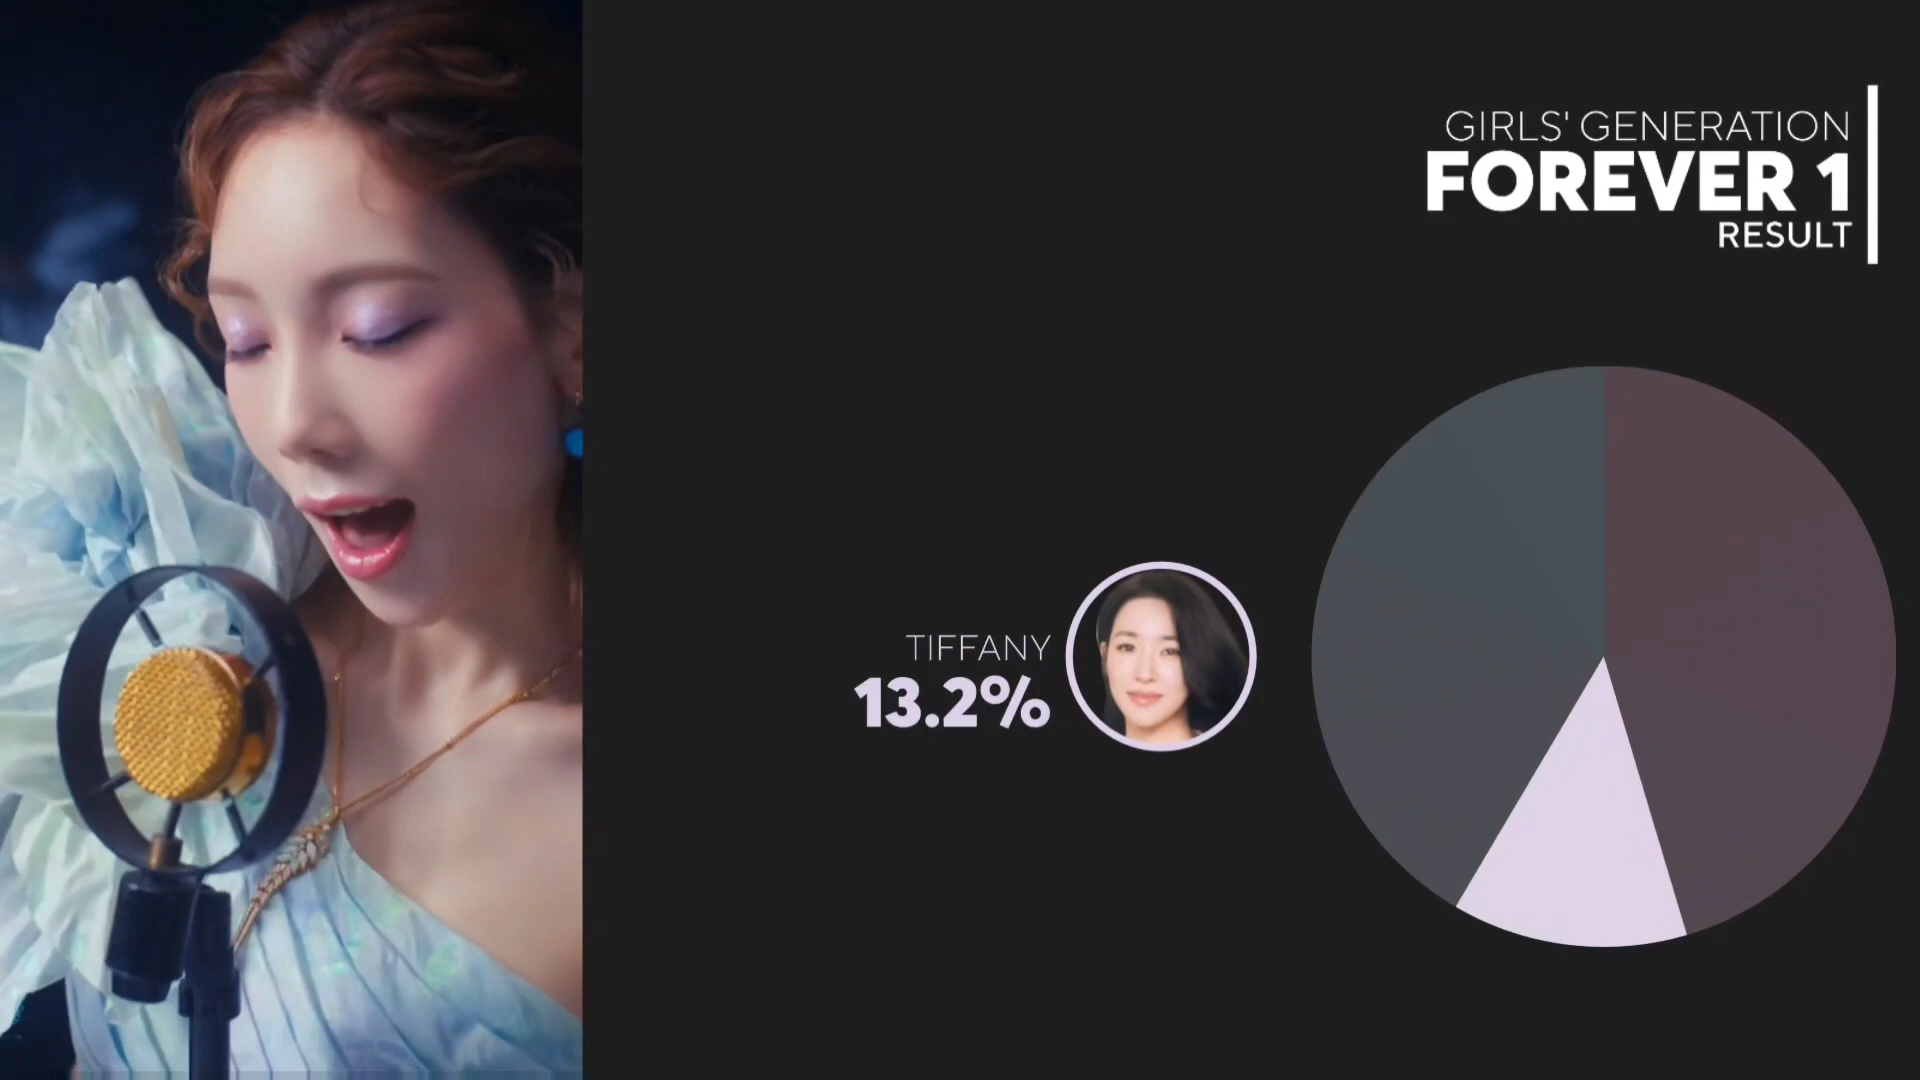 GIRLS' GENERATION
FOREVER 1
RESULT
TIFFANY
13.2%